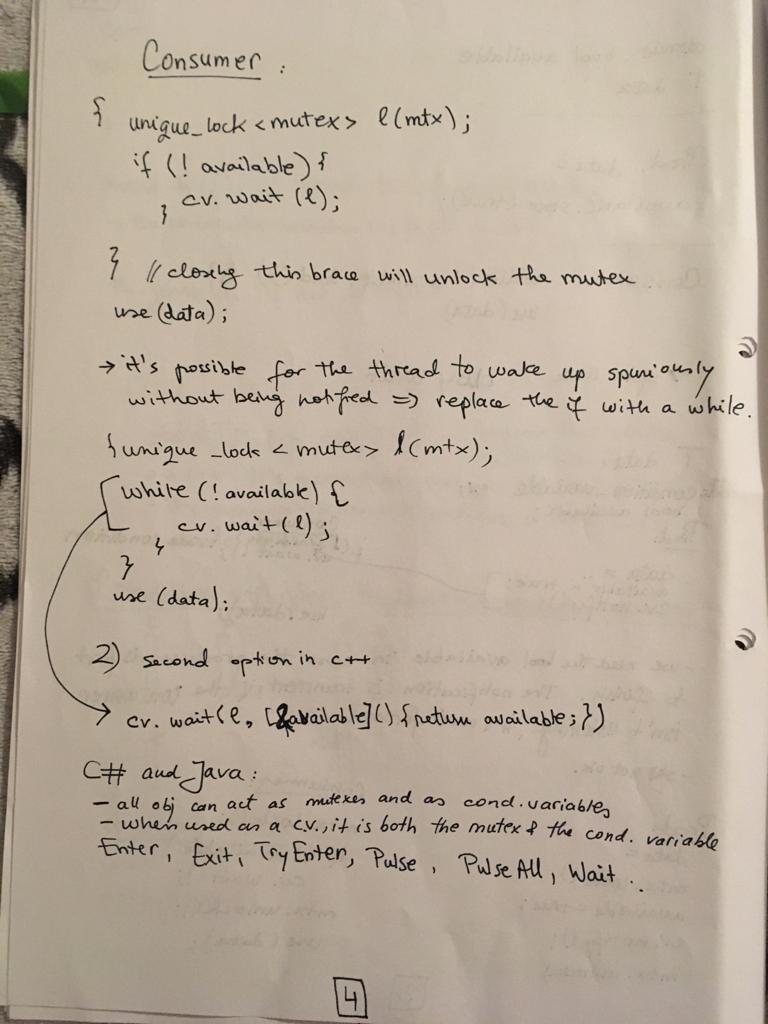 Consumer :
{ unique_lock <mutex> l(mtx);
if (! available) {
cv. wait (l);
}
} // closing this brace will unlock the mutex
use (data);
→ it's possible for the thread to wake up spuriously
without being notified => replace the if with a while.
{ unique _lock < mutex> l(mtx);
while (! available) {
cv. wait (l) ;
}
}
use (data);
2) second option in c++
cv. wait(l, [&available]() {return available;})
C# and Java :
- all obj can act as mutexes and as cond. variables
- when used as a c.v., it is both the mutex & the cond. variable
Enter, Exit, TryEnter, Pulse, PulseAll, Wait .
4